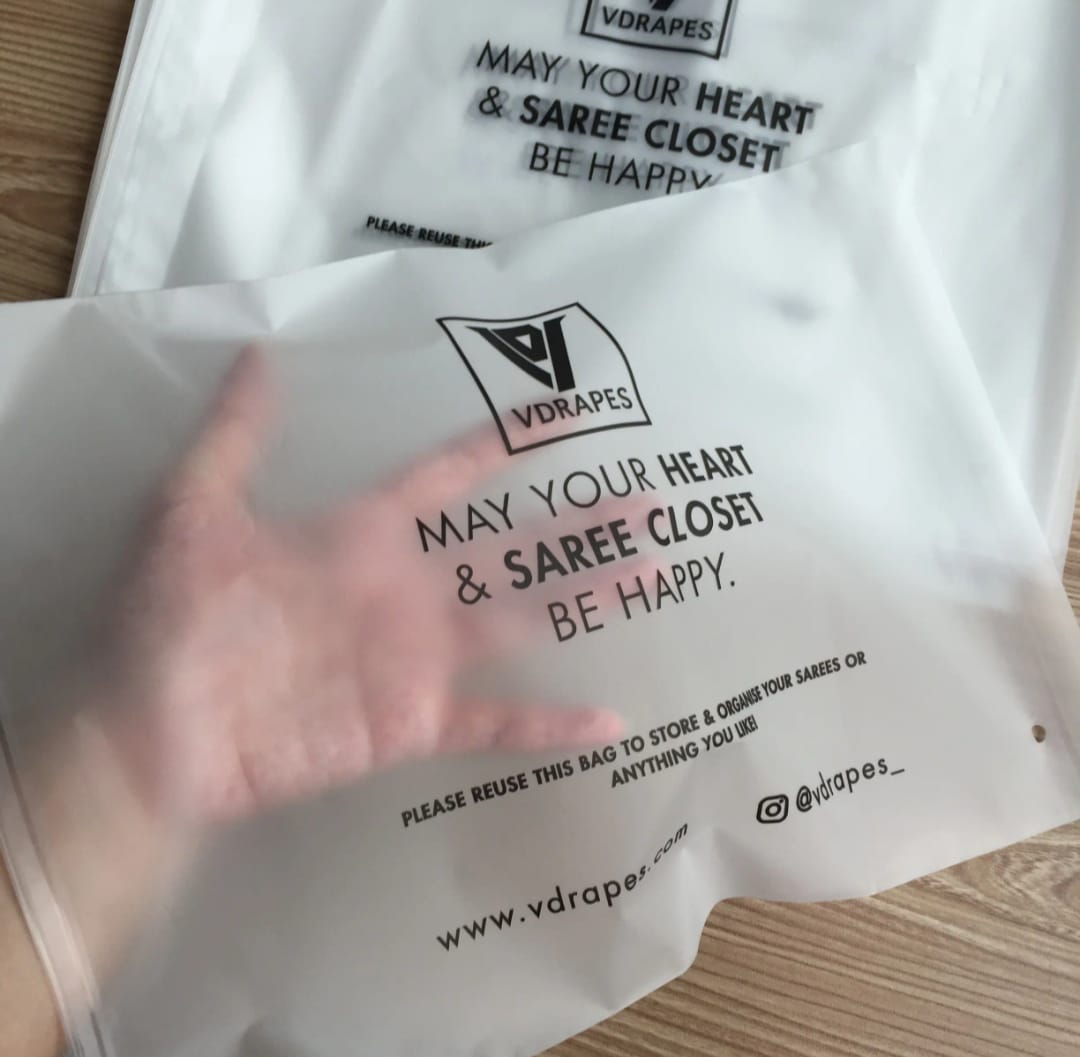 VDRAPES
MAY YOUR HEART
& SAREE CLOSET
BE HAPPY
PLEASE REUSE
VDRAPES
MAY YOUR HEART
& SAREE CLOSET
BE HAPPY.
PLEASE REUSE THIS BAG TO STORE & ORGANISE YOUR SAREES OR
ANYTHING YOU LIKE!
@vdrapes_
www.vdrapes.com